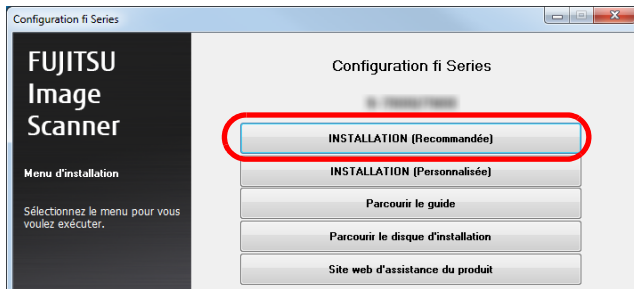 Configuration fi Series
FUJITSU
Image
Scanner
Menu d'installation
Sélectionnez le menu pour vous
voulez exécuter.
Configuration fi Series
INSTALLATION (Recommandée)
INSTALLATION (Personnalisée)
Parcourir le guide
Parcourir le disque d'installation
Site web d'assistance du produit